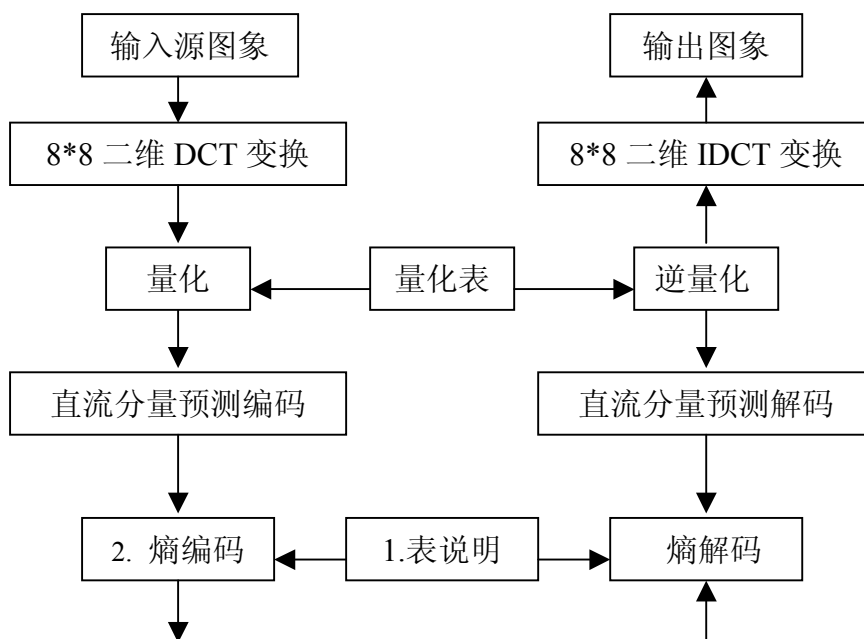 输入源图象
输出图象
8*8 二维 DCT 变换
8*8 二维 IDCT 变换
量化
量化表
逆量化
直流分量预测编码
直流分量预测解码
2. 熵编码
1.表说明
熵解码